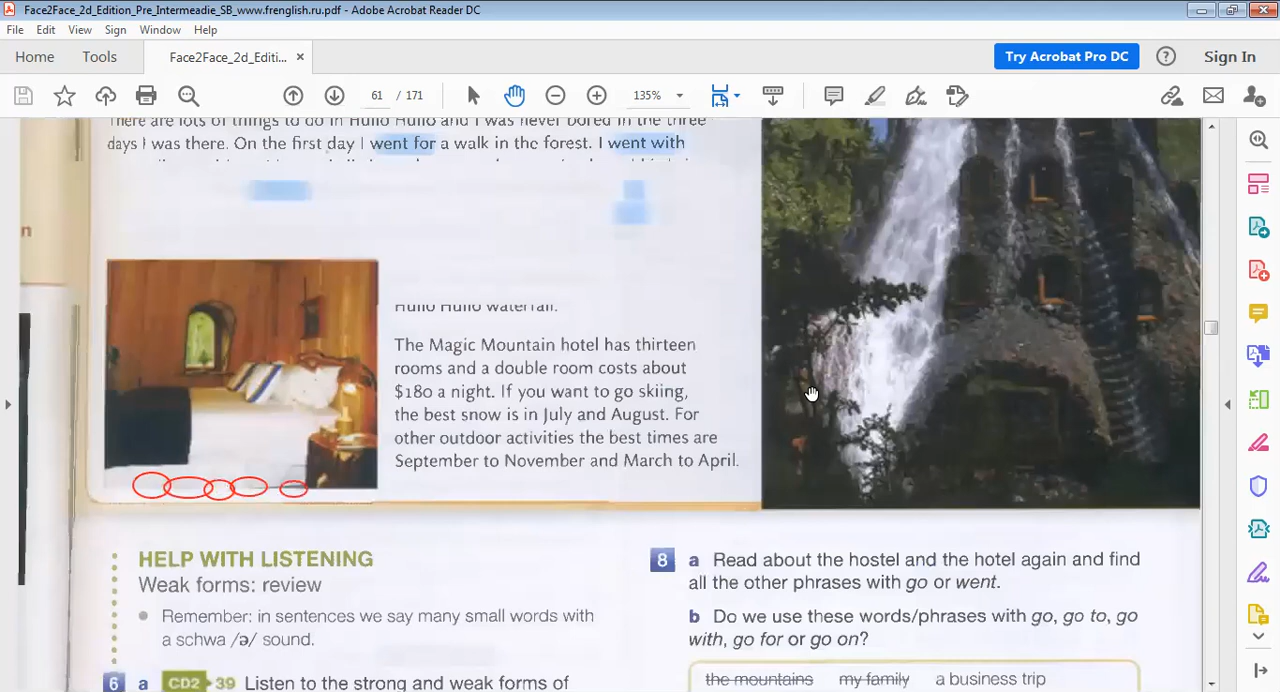 Face2Face_2d_Edition_Pre_Intermeadie_SB_www.frenglish.ru.pdf - Adobe Acrobat Reader DC
File Edit View Sign Window Help
Home Tools Face2Face_2d_Editi... × Try Acrobat Pro DC ? Sign In
61 / 171 135%
There are lots of things to do in Huilo Huilo and I was never bored in the three
days I was there. On the first day I went for a walk in the forest. I went with
n
Huilo Huilo waterfall.
The Magic Mountain hotel has thirteen
rooms and a double room costs about
$180 a night. If you want to go skiing,
the best snow is in July and August. For
other outdoor activities the best times are
September to November and March to April.
HELP WITH LISTENING
Weak forms: review
● Remember: in sentences we say many small words with
a schwa /ə/ sound.
6 a CD2 39 Listen to the strong and weak forms of
8 a Read about the hostel and the hotel again and find
all the other phrases with go or went.
b Do we use these words/phrases with go, go to, go
with, go for or go on?
the mountains my family a business trip